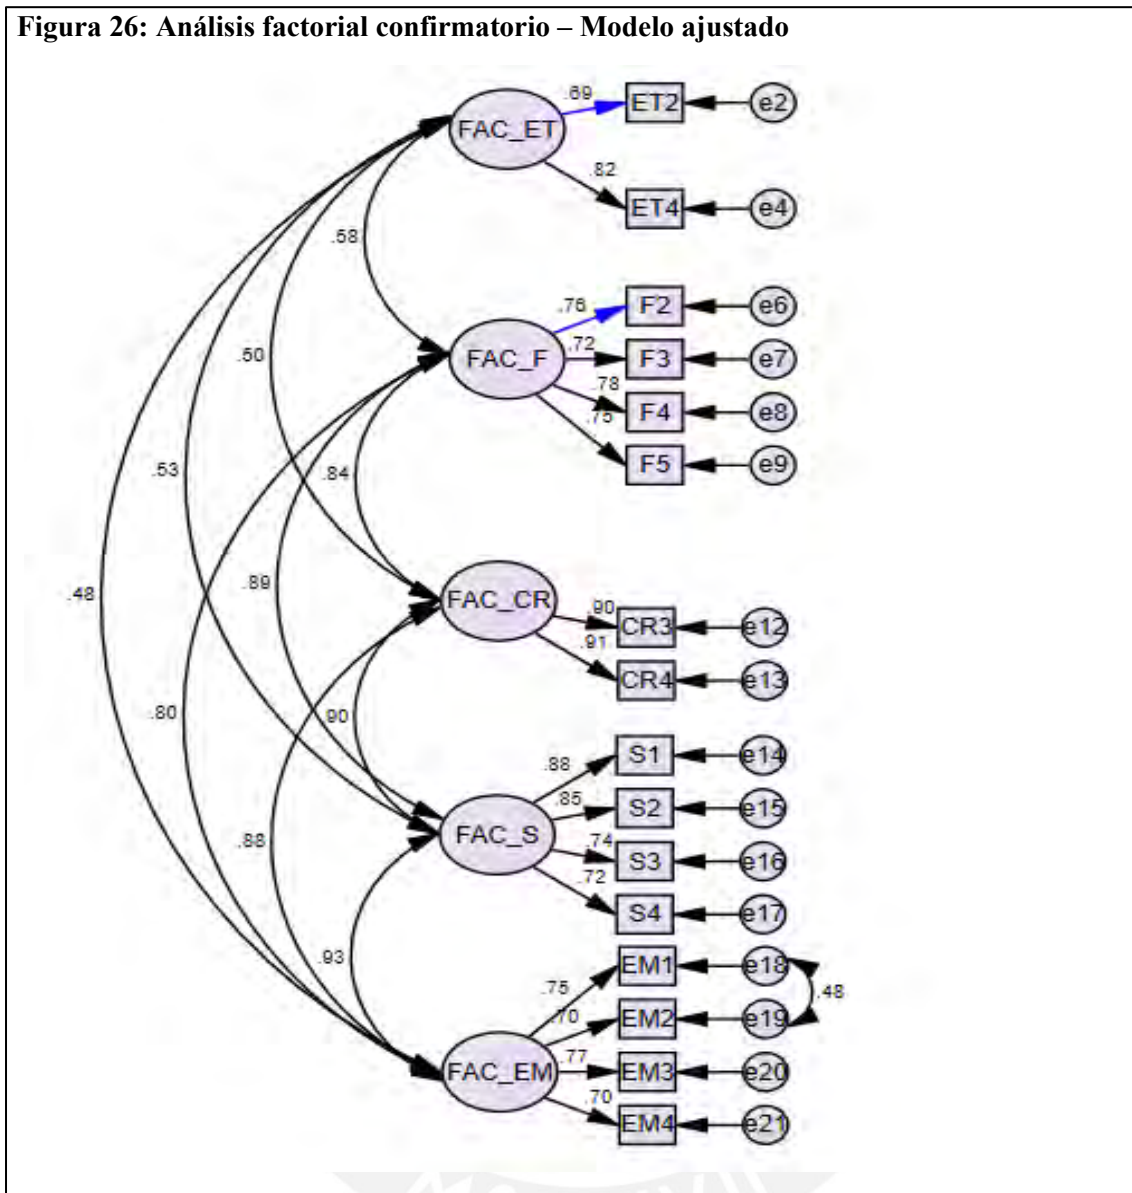 Figura 26: Análisis factorial confirmatorio – Modelo ajustado
.69
ET2
e2
FAC_ET
.82
ET4
e4
.58
.76
F2
e6
.72
F3
e7
FAC_F
.78
F4
e8
.75
F5
e9
.50
.53
.84
.48
.89
FAC_CR
.90
CR3
e12
.91
CR4
e13
.80
.90
.88
S1
e14
.85
S2
e15
FAC_S
.74
S3
e16
.72
S4
e17
.88
.93
.75
EM1
e18
.48
.70
EM2
e19
FAC_EM
.77
EM3
e20
.70
EM4
e21